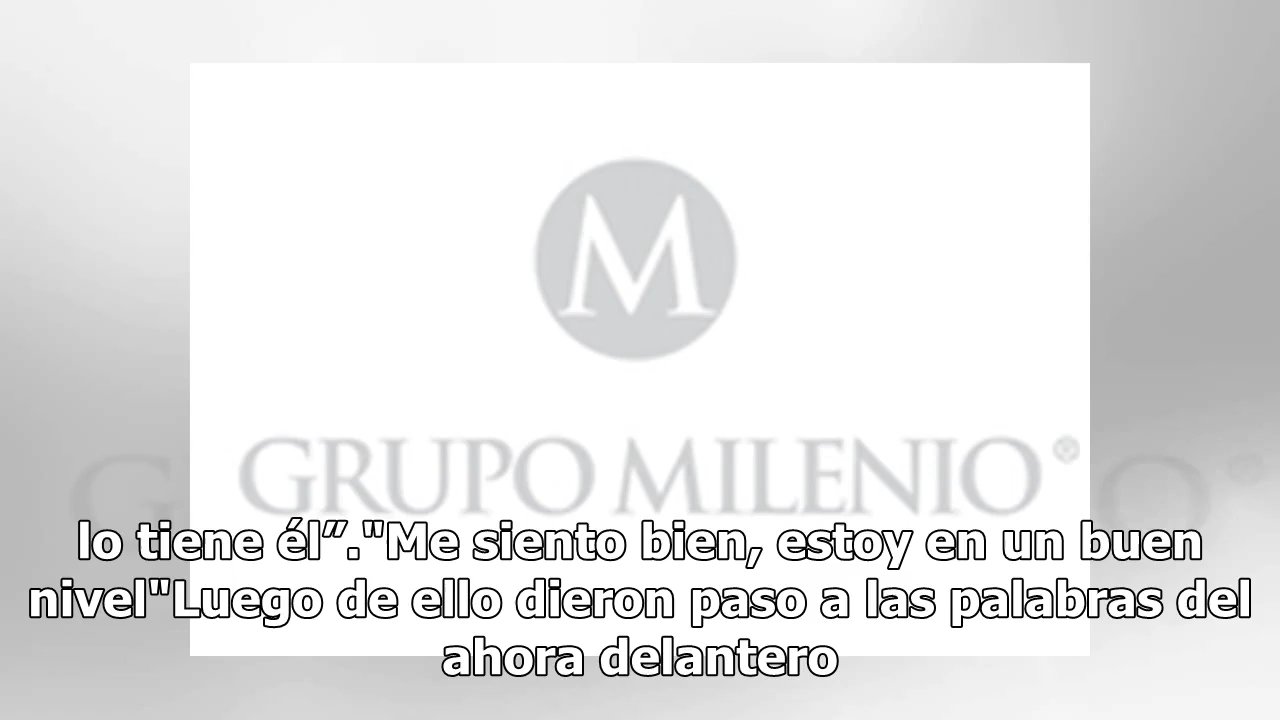 M
GRUPO MILENIO®
lo tiene él”."Me siento bien, estoy en un buen
nivel"Luego de ello dieron paso a las palabras del
ahora delantero